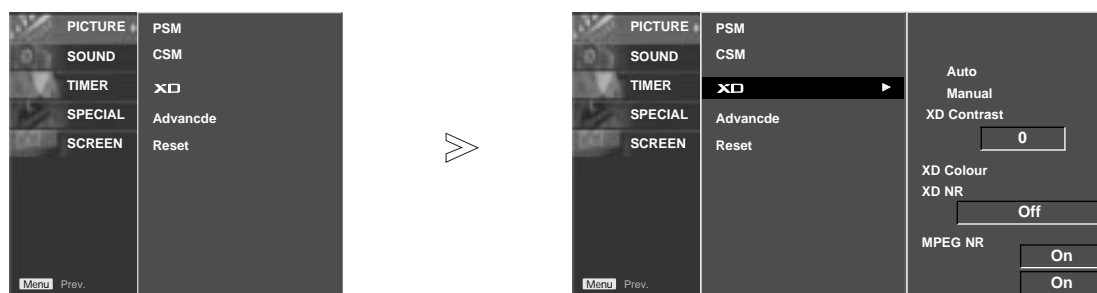 PICTURE PSM
SOUND CSM
TIMER XD
SPECIAL Advancde
SCREEN Reset
Menu Prev.
PICTURE PSM
SOUND CSM
TIMER XD
SPECIAL Advancde
SCREEN Reset
Menu Prev.
Auto
Manual
XD Contrast
0
XD Colour
XD NR
Off
MPEG NR
On
On